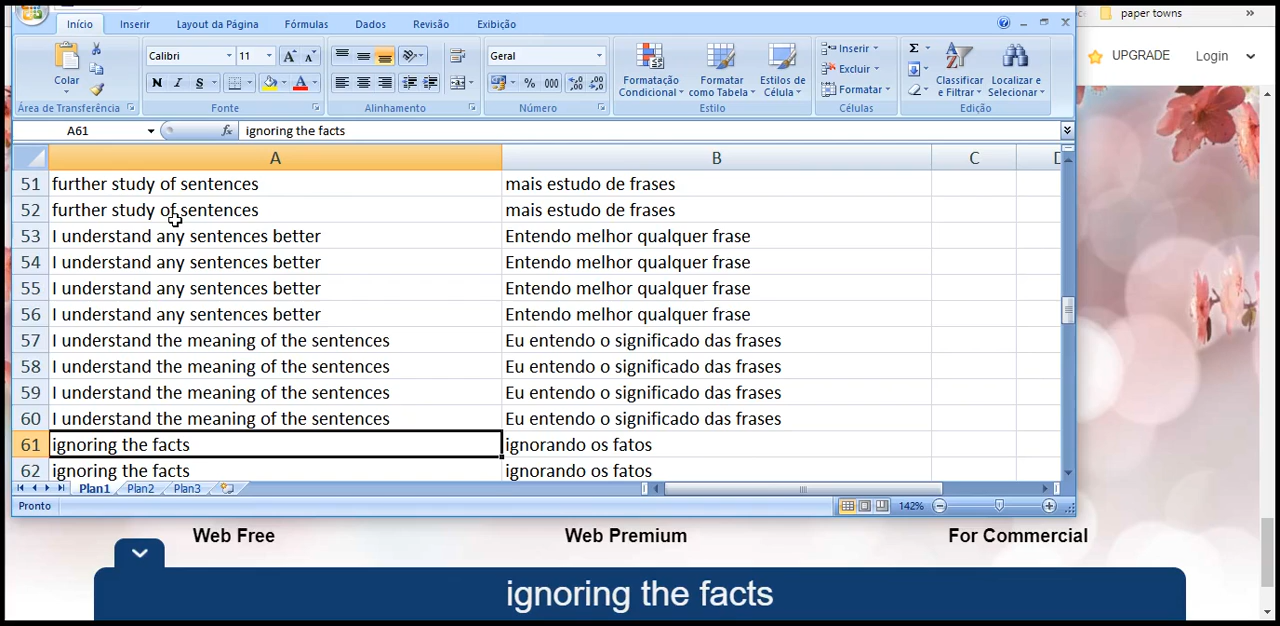 paper towns »
UPGRADE Login
Início Inserir Layout da Página Fórmulas Dados Revisão Exibição
Colar
Calibri 11
Geral
N I S
% 000
Formatação Condicional
Formatar como Tabela
Estilos de Célula
Inserir
Excluir
Formatar
Classificar e Filtrar
Localizar e Selecionar
Área de Transferência Fonte Alinhamento Número Estilo Células Edição
A61 fx ignoring the facts
A B C
51 further study of sentences mais estudo de frases
52 further study of sentences mais estudo de frases
53 I understand any sentences better Entendo melhor qualquer frase
54 I understand any sentences better Entendo melhor qualquer frase
55 I understand any sentences better Entendo melhor qualquer frase
56 I understand any sentences better Entendo melhor qualquer frase
57 I understand the meaning of the sentences Eu entendo o significado das frases
58 I understand the meaning of the sentences Eu entendo o significado das frases
59 I understand the meaning of the sentences Eu entendo o significado das frases
60 I understand the meaning of the sentences Eu entendo o significado das frases
61 ignoring the facts ignorando os fatos
62 ignoring the facts ignorando os fatos
Plan1 Plan2 Plan3
Pronto 142%
Web Free Web Premium For Commercial
ignoring the facts